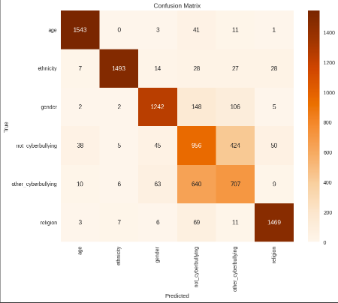 Confusion Matrix
age 1543 0 3 41 11 1
ethnicity 7 1493 14 28 27 28
gender 2 2 1242 148 106 5
not_cyberbullying 38 5 45 956 424 50
other_cyberbullying 10 6 63 640 707 9
religion 3 7 6 69 11 1469
True
age ethnicity gender not_cyberbullying other_cyberbullying religion
Predicted
1400
1200
1000
800
600
400
200
0